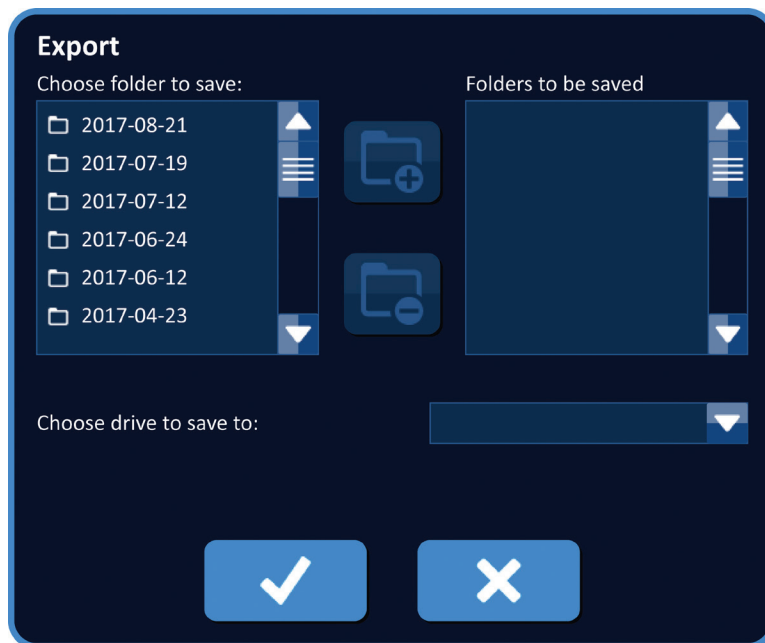 Export
Choose folder to save:
2017-08-21
2017-07-19
2017-07-12
2017-06-24
2017-06-12
2017-04-23
Folders to be saved
Choose drive to save to: